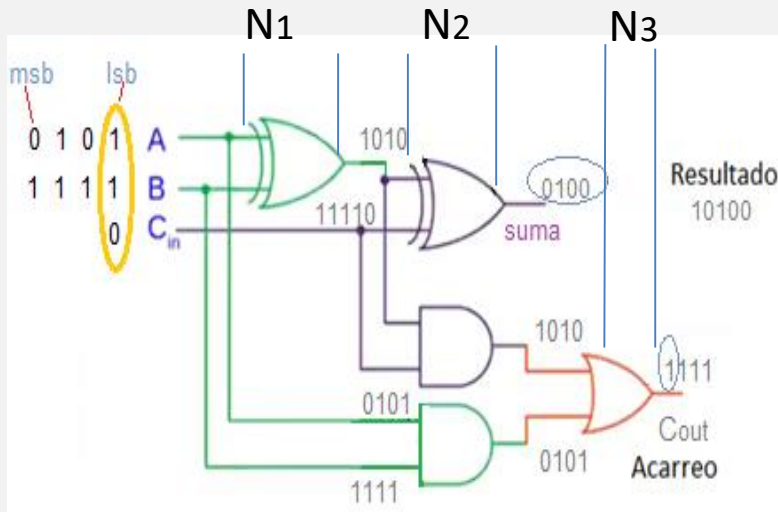 N1 N2 N3
msb lsb
0 1 0 1 A 1010
1 1 1 1 B 0100 Resultado
0 Cin 11110 suma 10100
1010
1111
0101 Cout
0101 Acarreo
1111